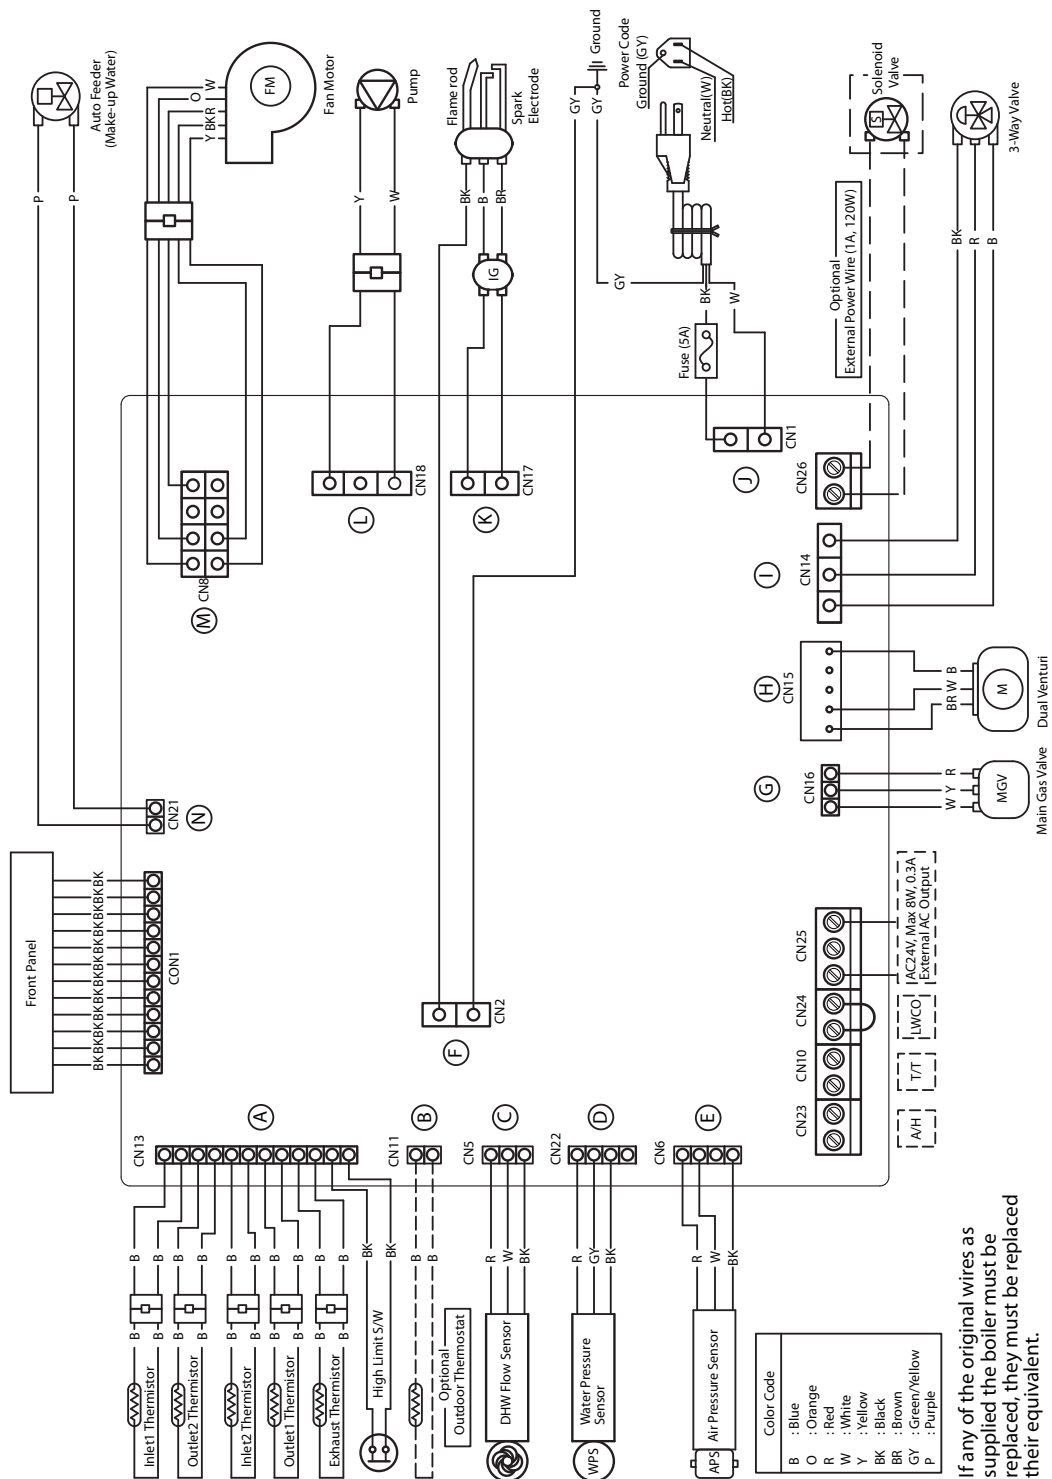 Front Panel
BKBKBKBKBKBKBKBKBKBKBKBK
CON1
P
P
Auto Feeder
(Make-up Water)
CN21
N
Y BKR O W
FM
Fan Motor
CN8
M
Y
W
Pump
CN18
L
BK
B
BR
IG
Flame rod
Spark
Electrode
CN17
K
GY
GY
Ground
GY
Power Code
Ground (GY)
Neutral(W)
Hot(BK)
BK
W
Fuse (5A)
CN1
J
Optional
External Power Wire (1A, 120W)
S
Solenoid
Valve
CN26
BK
R
B
3-Way Valve
CN14
I
CN15
H
BR W B
M
Dual Venturi
CN16
G
W Y R
MGV
Main Gas Valve
CN2
F
CN13
A
B
B
B
B
Inlet1 Thermistor
B
B
B
B
Outlet2 Thermistor
B
B
B
B
Inlet2 Thermistor
B
B
B
B
Outlet1 Thermistor
B
B
B
B
Exhaust Thermistor
BK
BK
High Limit S/W
CN11
B
B
B
Optional
Outdoor Thermostat
CN5
C
R
W
BK
DHW Flow Sensor
CN22
D
R
GY
BK
Water Pressure
Sensor
WPS
CN6
E
R
W
BK
Air Pressure Sensor
APS
CN23
CN10
CN24
CN25
A/H
T/T
LWCO
AC24V, Max 8W, 0.3A
External AC Output
Color Code
B : Blue
O : Orange
R : Red
W : White
Y : Yellow
BK : Black
BR : Brown
GY : Green/Yellow
P : Purple
If any of the original wires as
supplied the boiler must be
replaced, they must be replaced
their equivalent.